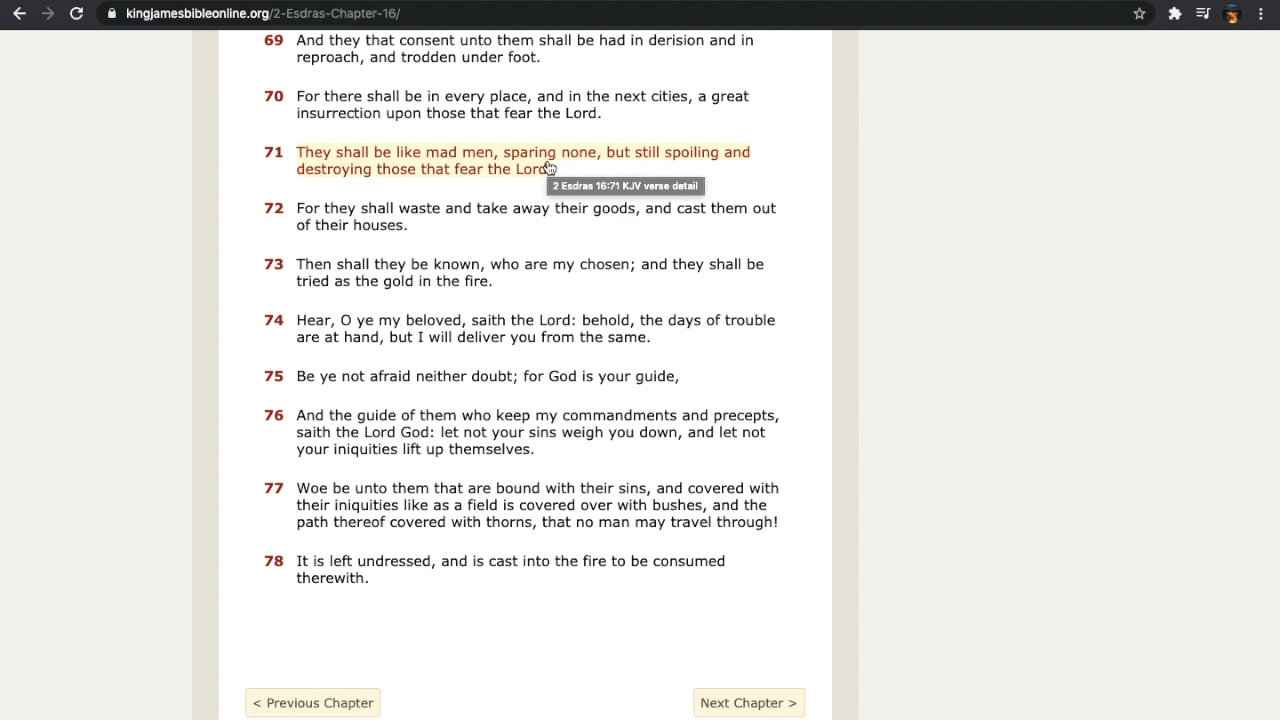 kingjamesbibleonline.org/2-Esdras-Chapter-16/
69 And they that consent unto them shall be had in derision and in
reproach, and trodden under foot.
70 For there shall be in every place, and in the next cities, a great
insurrection upon those that fear the Lord.
71 They shall be like mad men, sparing none, but still spoiling and
destroying those that fear the Lord
2 Esdras 16:71 KJV verse detail
72 For they shall waste and take away their goods, and cast them out
of their houses.
73 Then shall they be known, who are my chosen; and they shall be
tried as the gold in the fire.
74 Hear, O ye my beloved, saith the Lord: behold, the days of trouble
are at hand, but I will deliver you from the same.
75 Be ye not afraid neither doubt; for God is your guide,
76 And the guide of them who keep my commandments and precepts,
saith the Lord God: let not your sins weigh you down, and let not
your iniquities lift up themselves.
77 Woe be unto them that are bound with their sins, and covered with
their iniquities like as a field is covered over with bushes, and the
path thereof covered with thorns, that no man may travel through!
78 It is left undressed, and is cast into the fire to be consumed
therewith.
< Previous Chapter
Next Chapter >